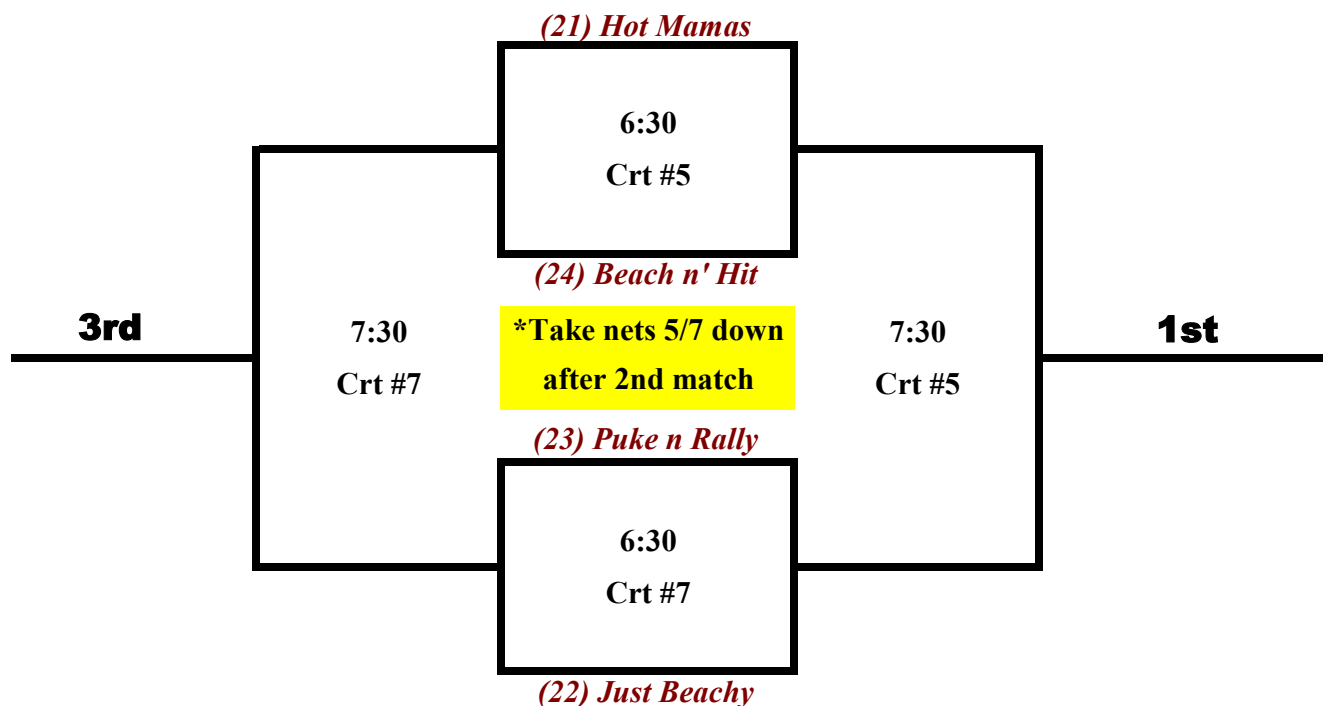 (21) Hot Mamas
6:30
Crt #5
(24) Beach n' Hit
3rd
7:30
Crt #7
*Take nets 5/7 down
after 2nd match
7:30
Crt #5
1st
(23) Puke n Rally
6:30
Crt #7
(22) Just Beachy